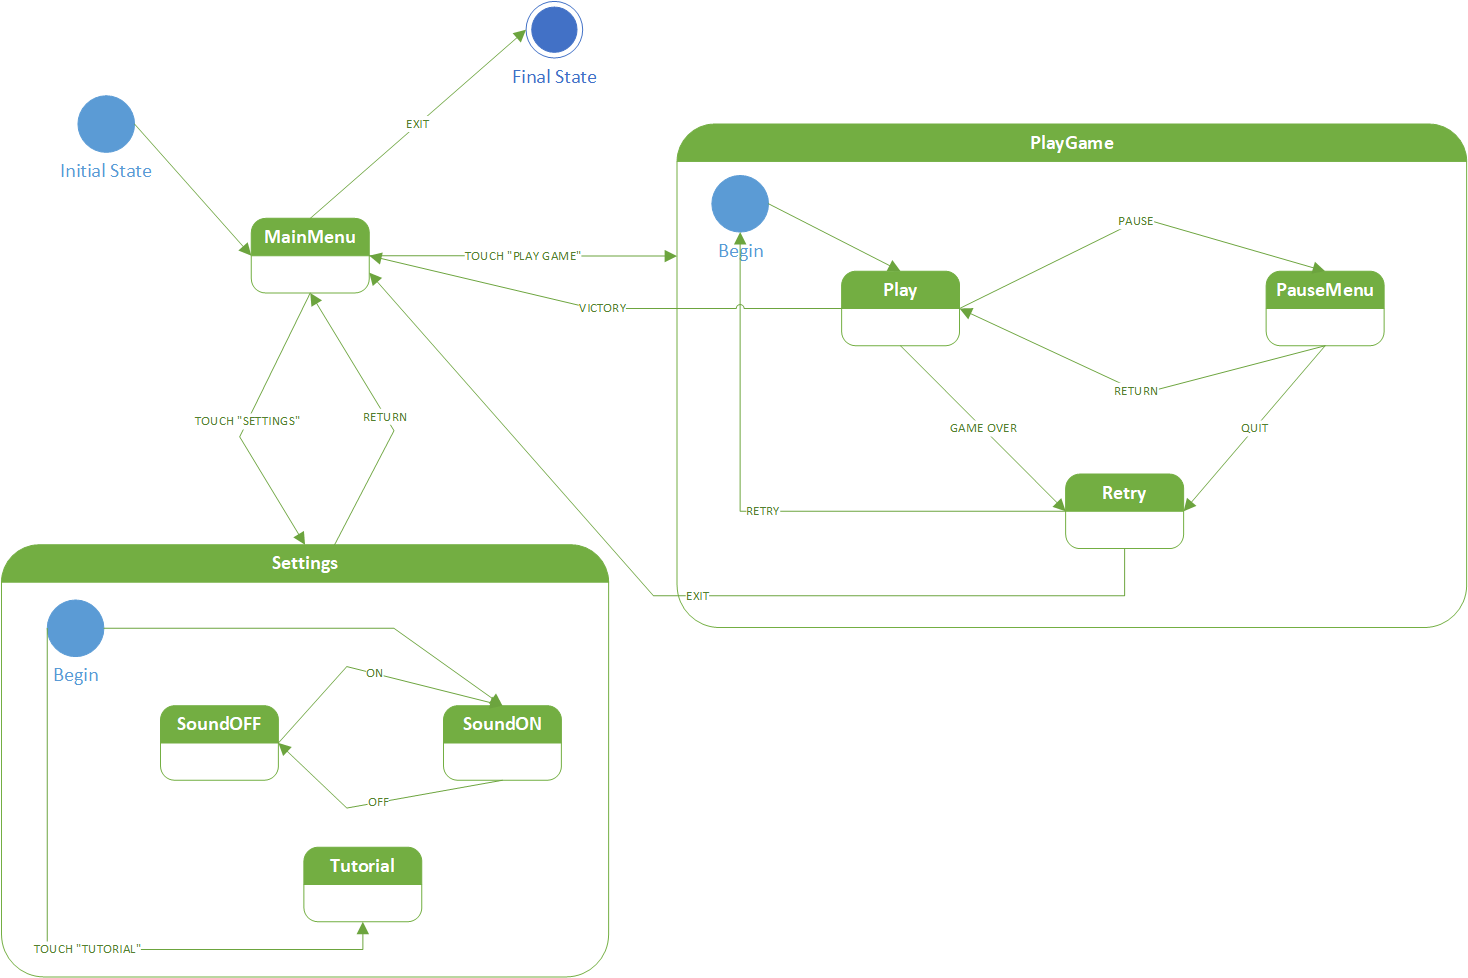 Final State
EXIT
Initial State
PlayGame
MainMenu
TOUCH "PLAY GAME"
Begin
PAUSE
Play
PauseMenu
VICTORY
RETURN
GAME OVER
QUIT
TOUCH "SETTINGS"
RETURN
Retry
RETRY
EXIT
Settings
Begin
ON
SoundOFF
SoundON
OFF
Tutorial
TOUCH "TUTORIAL"